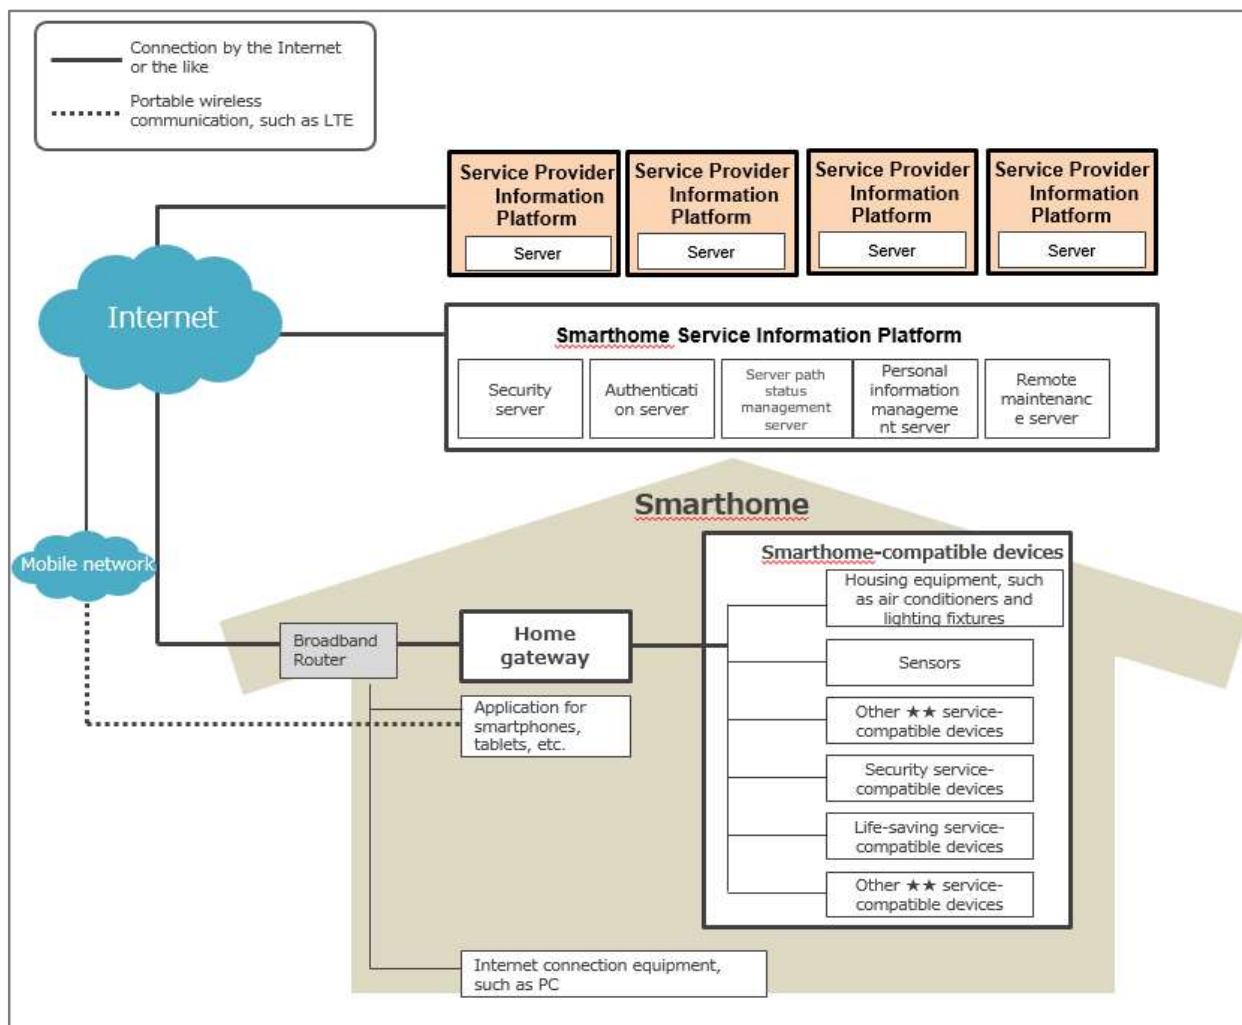 Connection by the Internet
or the like
Portable wireless
communication, such as LTE
Service Provider
Information
Platform
Server
Service Provider
Information
Platform
Server
Service Provider
Information
Platform
Server
Service Provider
Information
Platform
Server
Internet
Smarthome Service Information Platform
Security
server
Authenticati
on server
Server path
status
management
server
Personal
information
manageme
nt server
Remote
maintenanc
e server
Smarthome
Mobile network
Smarthome-compatible devices
Housing equipment, such
as air conditioners and
lighting fixtures
Broadband
Router
Home
gateway
Sensors
Application for
smartphones,
tablets, etc.
Other ★★ service-
compatible devices
Security service-
compatible devices
Life-saving service-
compatible devices
Other ★★ service-
compatible devices
Internet connection equipment,
such as PC